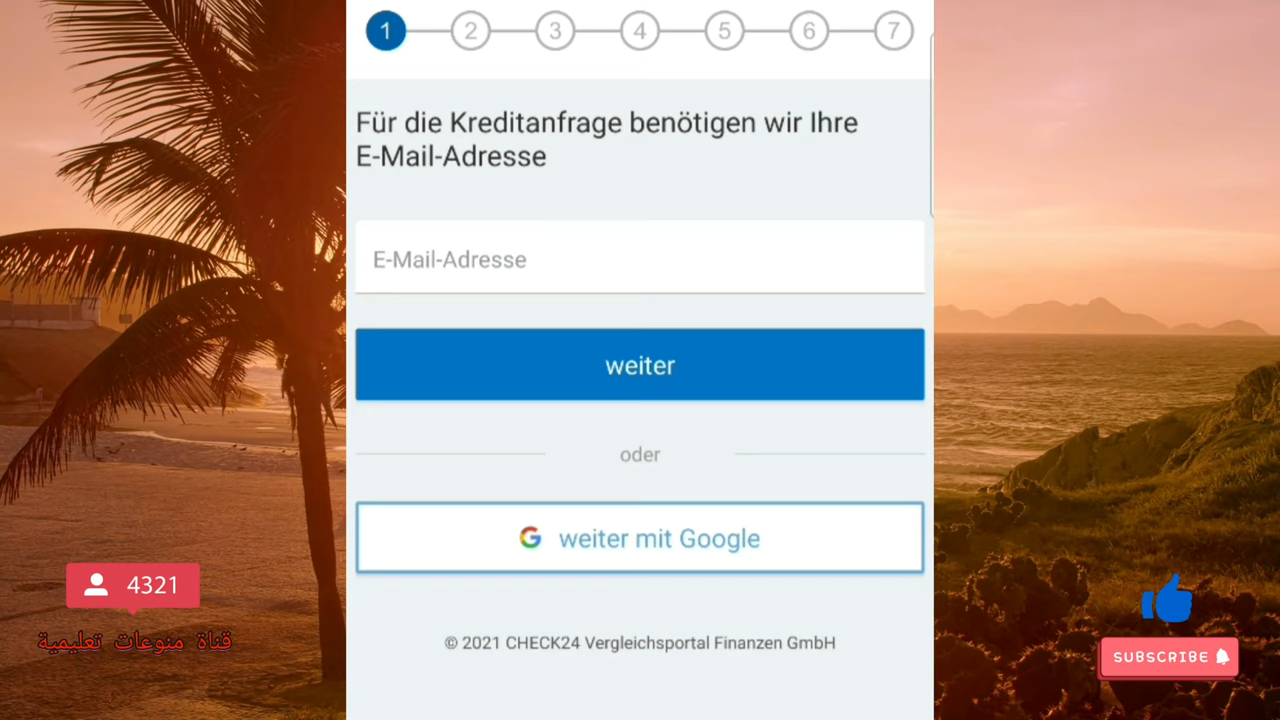 1 2 3 4 5 6 7
Für die Kreditanfrage benötigen wir Ihre
E-Mail-Adresse
E-Mail-Adresse
weiter
oder
weiter mit Google
4321
قناة منوعات تعليمية
© 2021 CHECK24 Vergleichsportal Finanzen GmbH
SUBSCRIBE